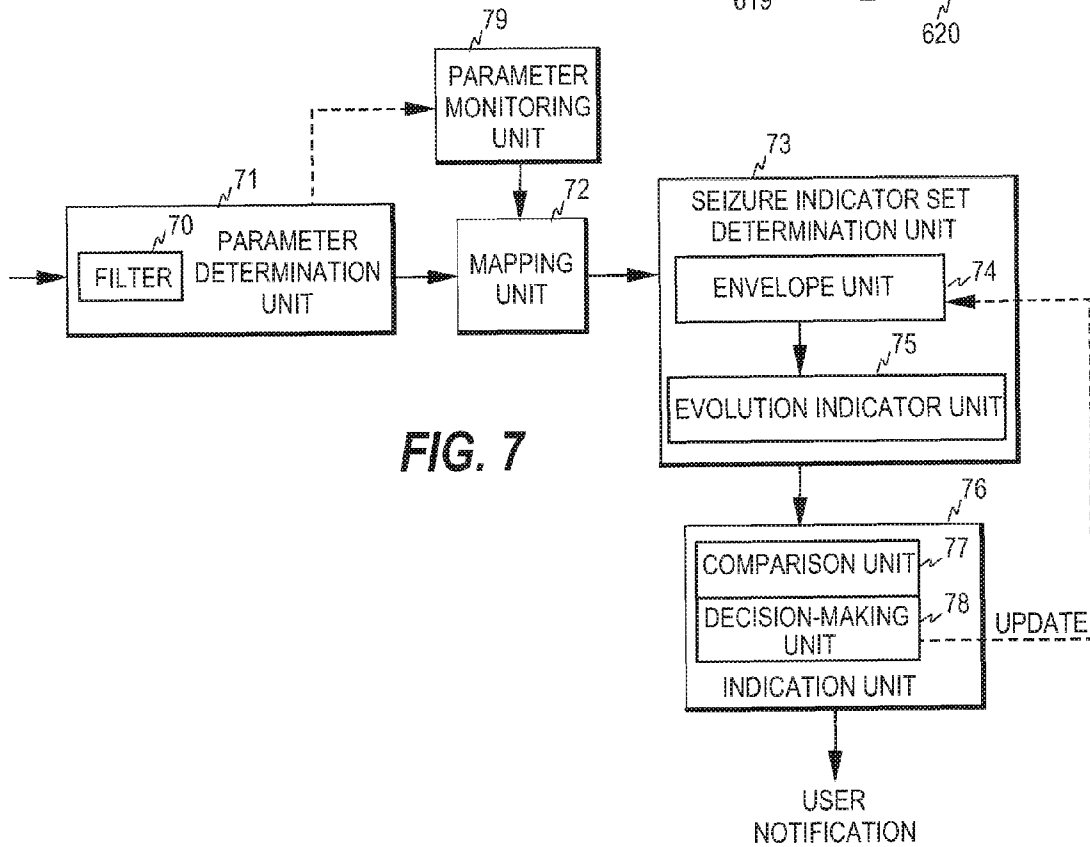 619
620
79
PARAMETER
MONITORING
UNIT
71
70
FILTER
PARAMETER
DETERMINATION
UNIT
72
MAPPING
UNIT
73
SEIZURE INDICATOR SET
DETERMINATION UNIT
ENVELOPE UNIT
74
75
EVOLUTION INDICATOR UNIT
FIG. 7
76
COMPARISON UNIT
77
DECISION-MAKING
UNIT
78
UPDATE
INDICATION UNIT
USER
NOTIFICATION